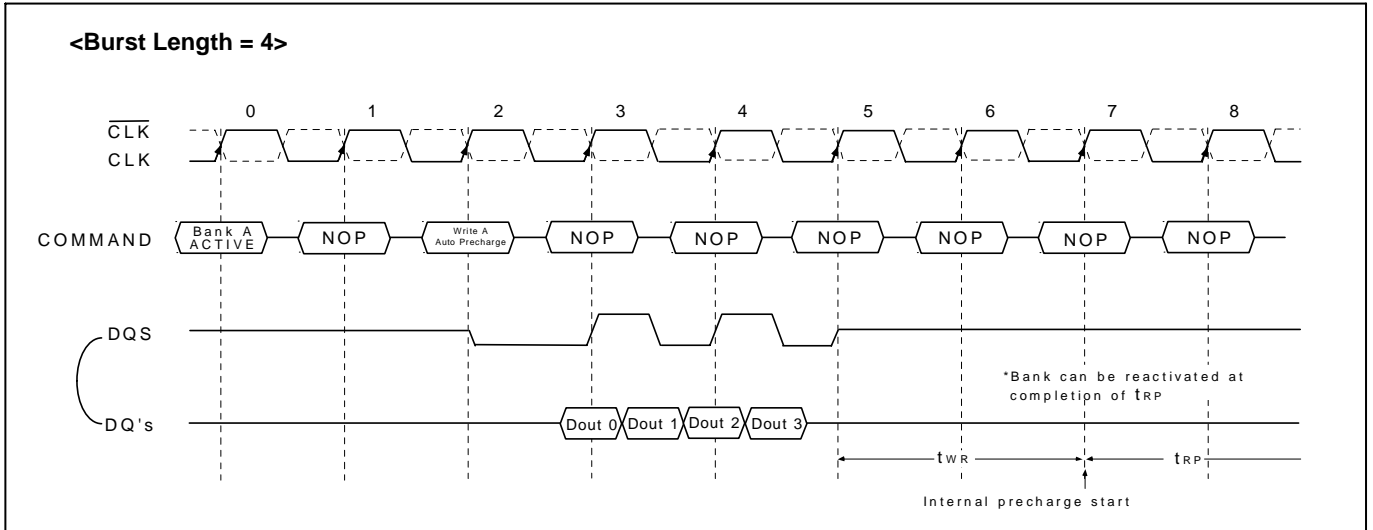 <Burst Length = 4>
0 1 2 3 4 5 6 7 8
CLK
CLK
COMMAND
Bank A
ACTIVE
NOP
Write A
Auto Precharge
NOP
NOP
NOP
NOP
NOP
NOP
DQS
*Bank can be reactivated at
completion of tRP
DQ's
Dout 0 Dout 1 Dout 2 Dout 3
tWR
tRP
Internal precharge start